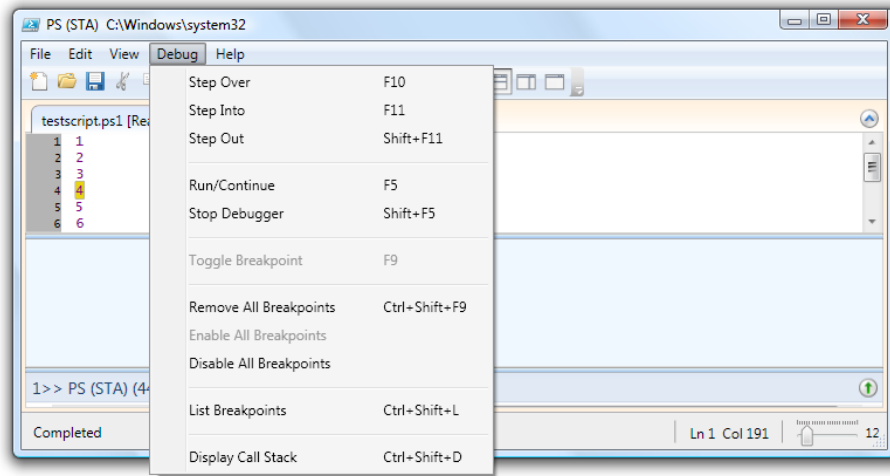 PS (STA) C:\Windows\system32
File Edit View Debug Help
testscript.ps1
1 1
2 2
3 3
4 4
5 5
6 6
Step Over F10
Step Into F11
Step Out Shift+F11
Run/Continue F5
Stop Debugger Shift+F5
Toggle Breakpoint F9
Remove All Breakpoints Ctrl+Shift+F9
Enable All Breakpoints
Disable All Breakpoints
List Breakpoints Ctrl+Shift+L
Display Call Stack Ctrl+Shift+D
1>> PS (STA)
Completed Ln 1 Col 191 12